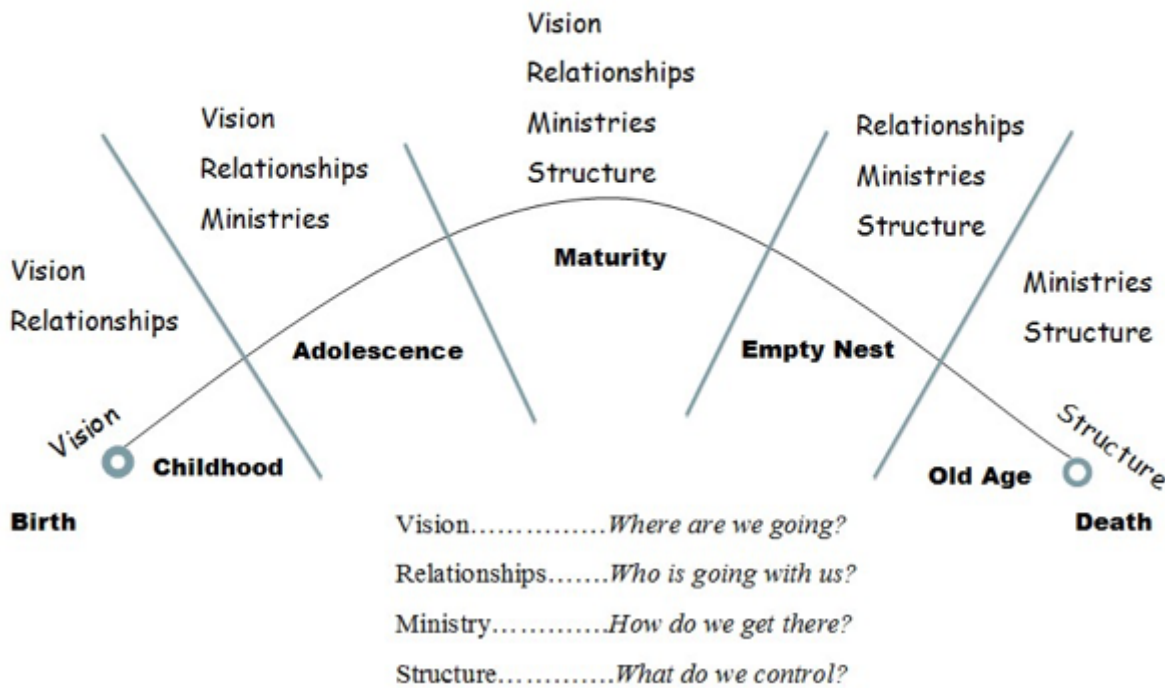 Vision
Relationships
Ministries
Structure
Vision
Relationships
Ministries
Relationships
Ministries
Structure
Vision
Relationships
Maturity
Ministries
Structure
Adolescence
Empty Nest
Vision
Structure
Childhood
Old Age
Birth
Death
Vision……………Where are we going?
Relationships…….Who is going with us?
Ministry………….How do we get there?
Structure………….What do we control?